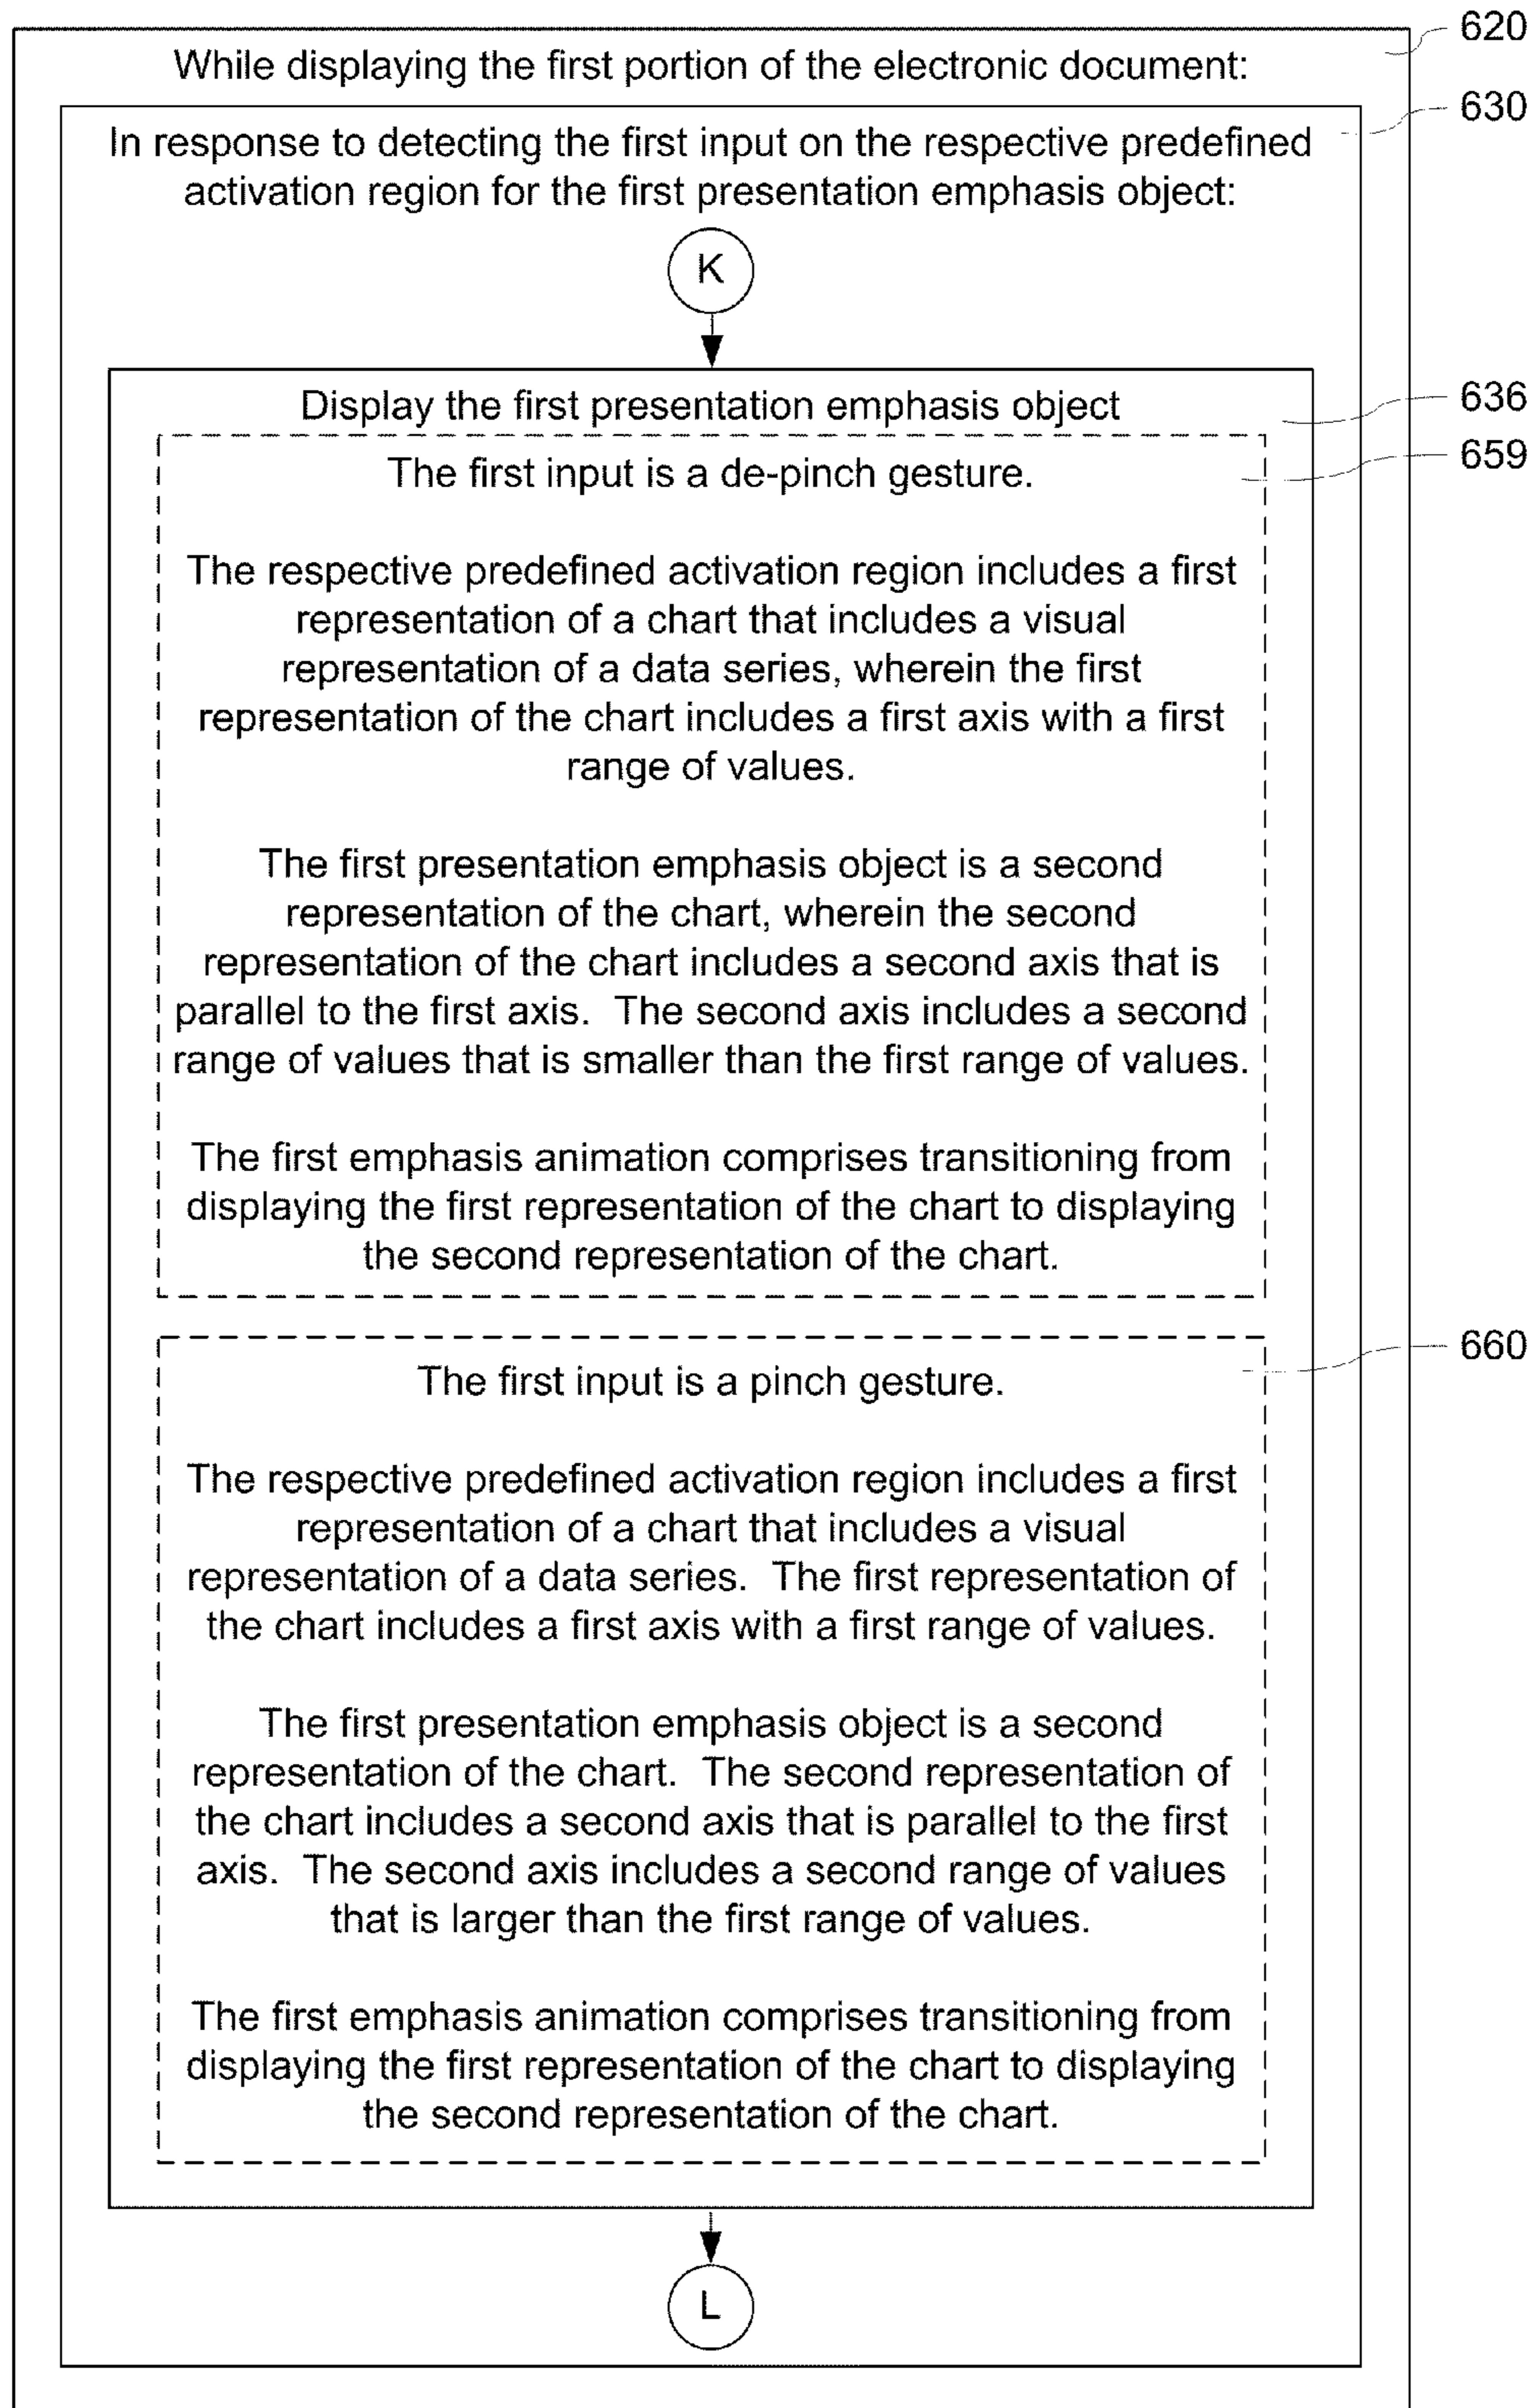 620
While displaying the first portion of the electronic document:
630
In response to detecting the first input on the respective predefined
activation region for the first presentation emphasis object:
K
Display the first presentation emphasis object
636
659
The first input is a de-pinch gesture.
The respective predefined activation region includes a first
representation of a chart that includes a visual
representation of a data series, wherein the first
representation of the chart includes a first axis with a first
range of values.
The first presentation emphasis object is a second
representation of the chart, wherein the second
representation of the chart includes a second axis that is
parallel to the first axis. The second axis includes a second
range of values that is smaller than the first range of values.
The first emphasis animation comprises transitioning from
displaying the first representation of the chart to displaying
the second representation of the chart.
660
The first input is a pinch gesture.
The respective predefined activation region includes a first
representation of a chart that includes a visual
representation of a data series. The first representation of
the chart includes a first axis with a first range of values.
The first presentation emphasis object is a second
representation of the chart. The second representation of
the chart includes a second axis that is parallel to the first
axis. The second axis includes a second range of values
that is larger than the first range of values.
The first emphasis animation comprises transitioning from
displaying the first representation of the chart to displaying
the second representation of the chart.
L